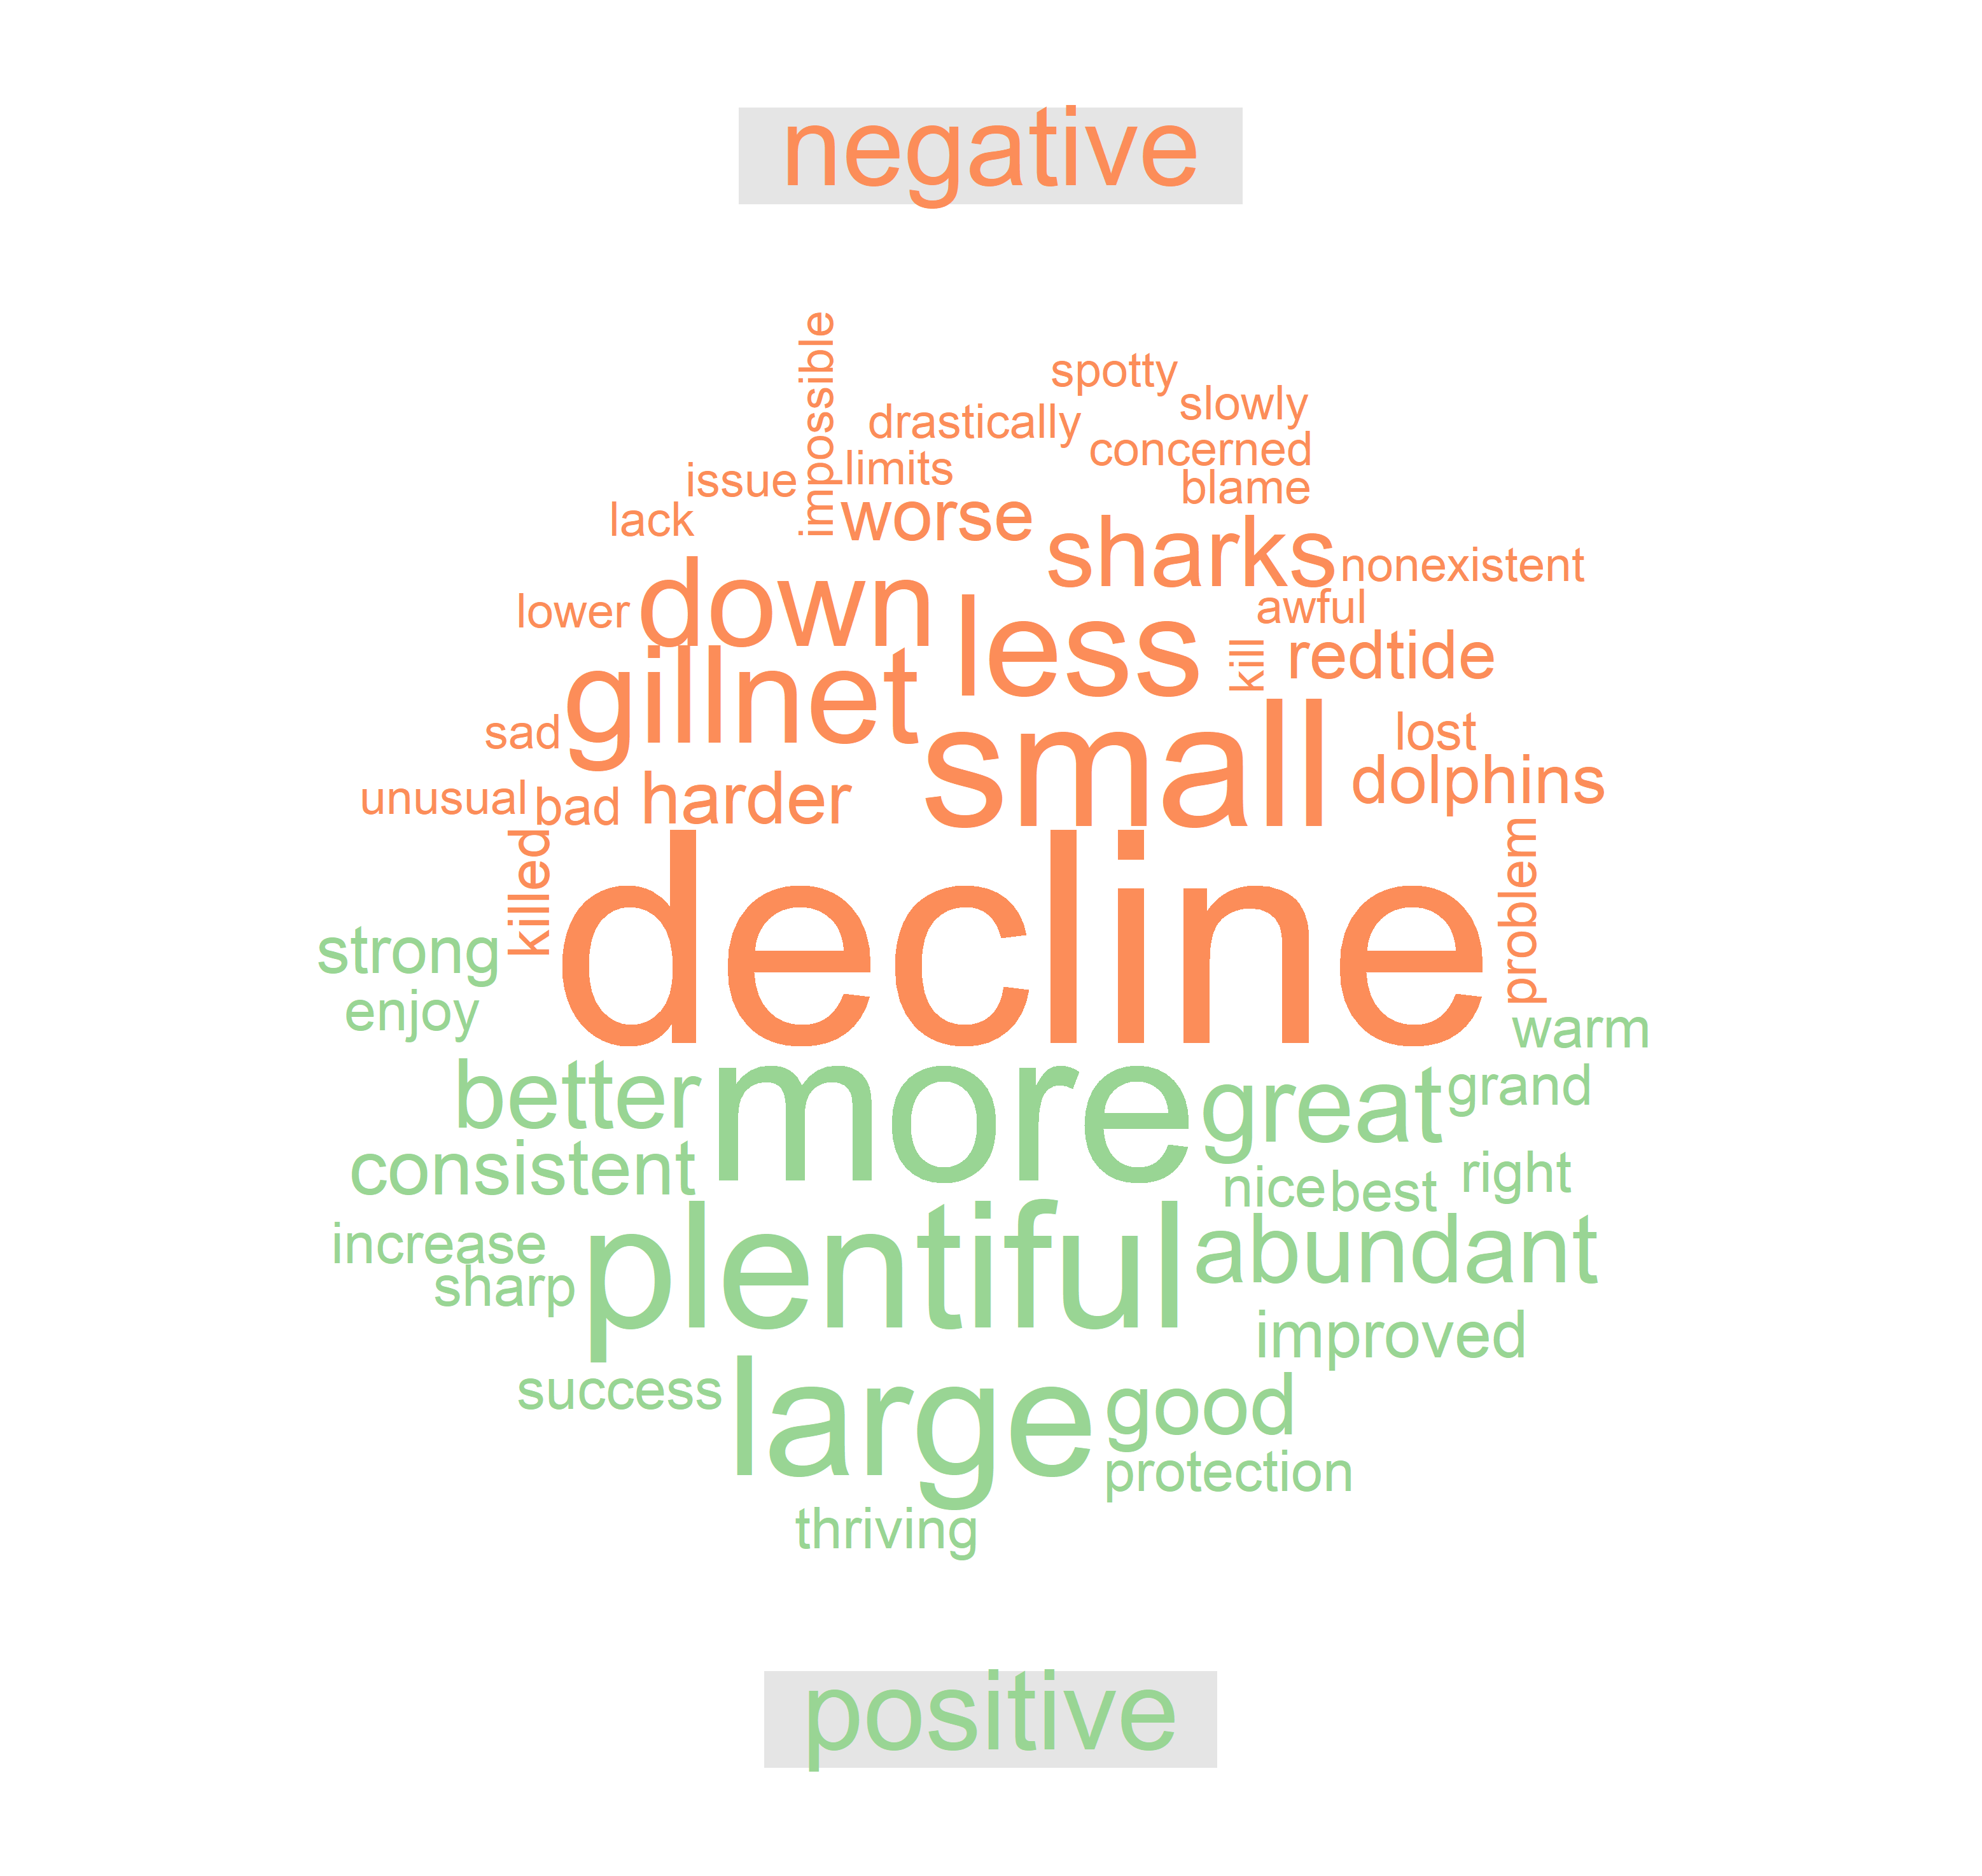 negative
impossible
spotty
slowly
drastically
concerned
issue
limits
blame
lack
worse
sharks
nonexistent
lower
down
less
awful
kill
redtide
gillnet
sad
small
lost
dolphins
unusual
bad
harder
killed
decline
problem
strong
enjoy
warm
better
more
great
grand
consistent
nice
best
right
increase
sharp
plentiful
abundant
improved
success
large
good
protection
thriving
positive